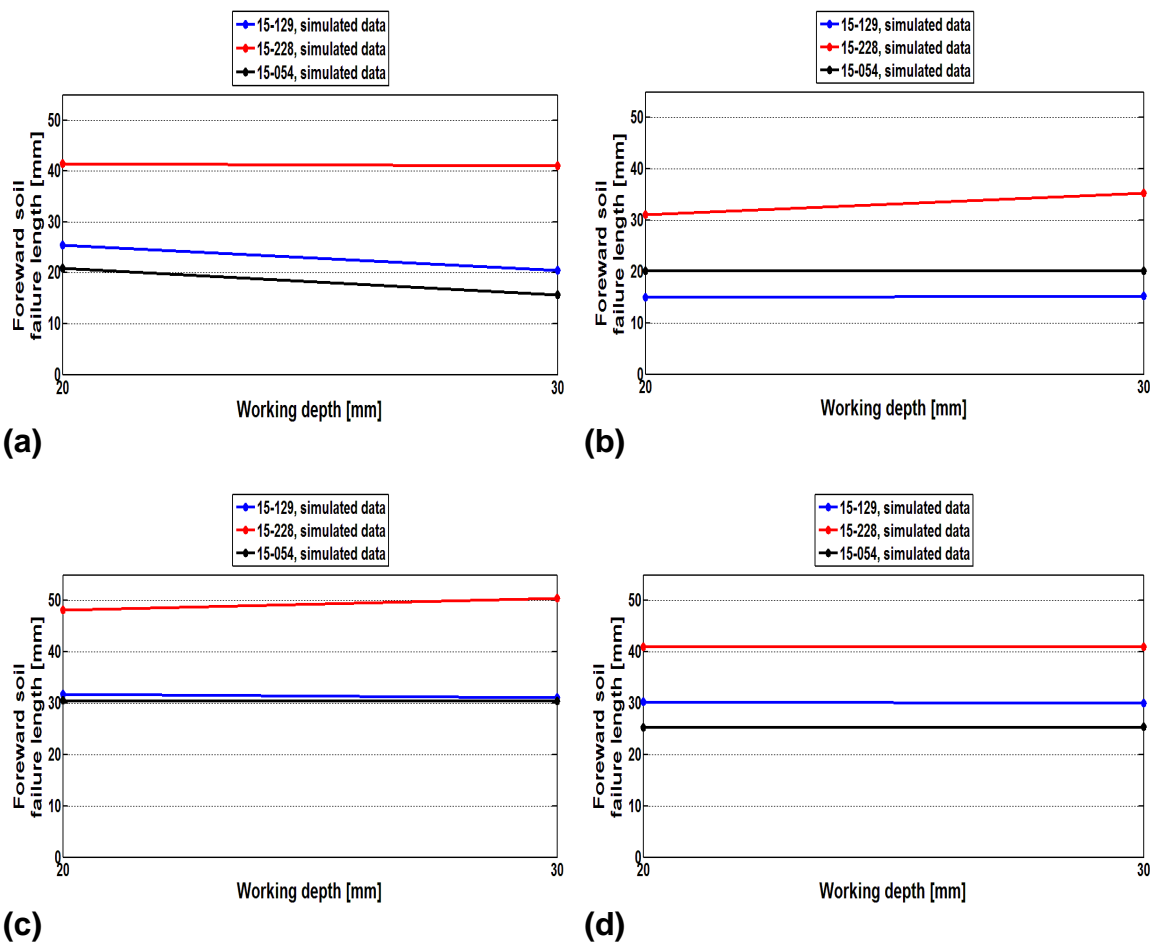 15-129, simulated data
15-228, simulated data
15-054, simulated data
Foreward soil
failure length [mm]
50
40
30
20
10
0
20
30
Working depth [mm]
(a)
15-129, simulated data
15-228, simulated data
15-054, simulated data
Foreward soil
failure length [mm]
50
40
30
20
10
0
20
30
Working depth [mm]
(b)
15-129, simulated data
15-228, simulated data
15-054, simulated data
Foreward soil
failure length [mm]
50
40
30
20
10
0
20
30
Working depth [mm]
(c)
15-129, simulated data
15-228, simulated data
15-054, simulated data
Foreward soil
failure length [mm]
50
40
30
20
10
0
20
30
Working depth [mm]
(d)